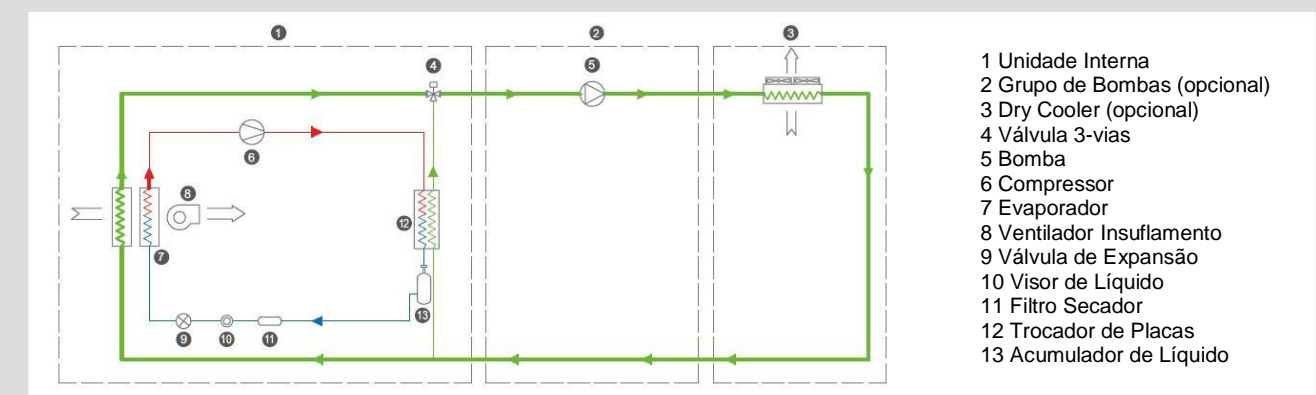 1 2 3
4 5
6
8
12
7
13
9 10 11
1 Unidade Interna
2 Grupo de Bombas (opcional)
3 Dry Cooler (opcional)
4 Válvula 3-vias
5 Bomba
6 Compressor
7 Evaporador
8 Ventilador Insuflamento
9 Válvula de Expansão
10 Visor de Líquido
11 Filtro Secador
12 Trocador de Placas
13 Acumulador de Líquido